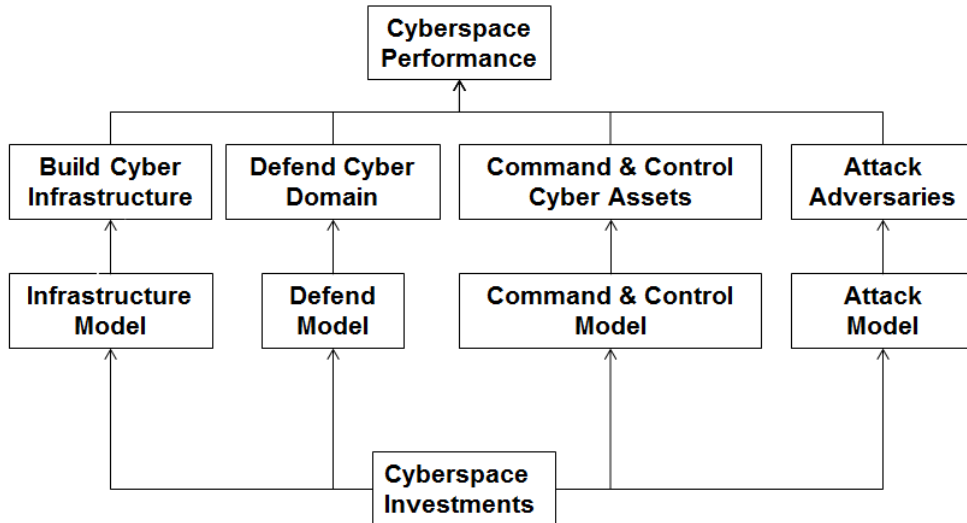 Cyberspace
Performance
Build Cyber
Infrastructure
Defend Cyber
Domain
Command & Control
Cyber Assets
Attack
Adversaries
Infrastructure
Model
Defend
Model
Command & Control
Model
Attack
Model
Cyberspace
Investments